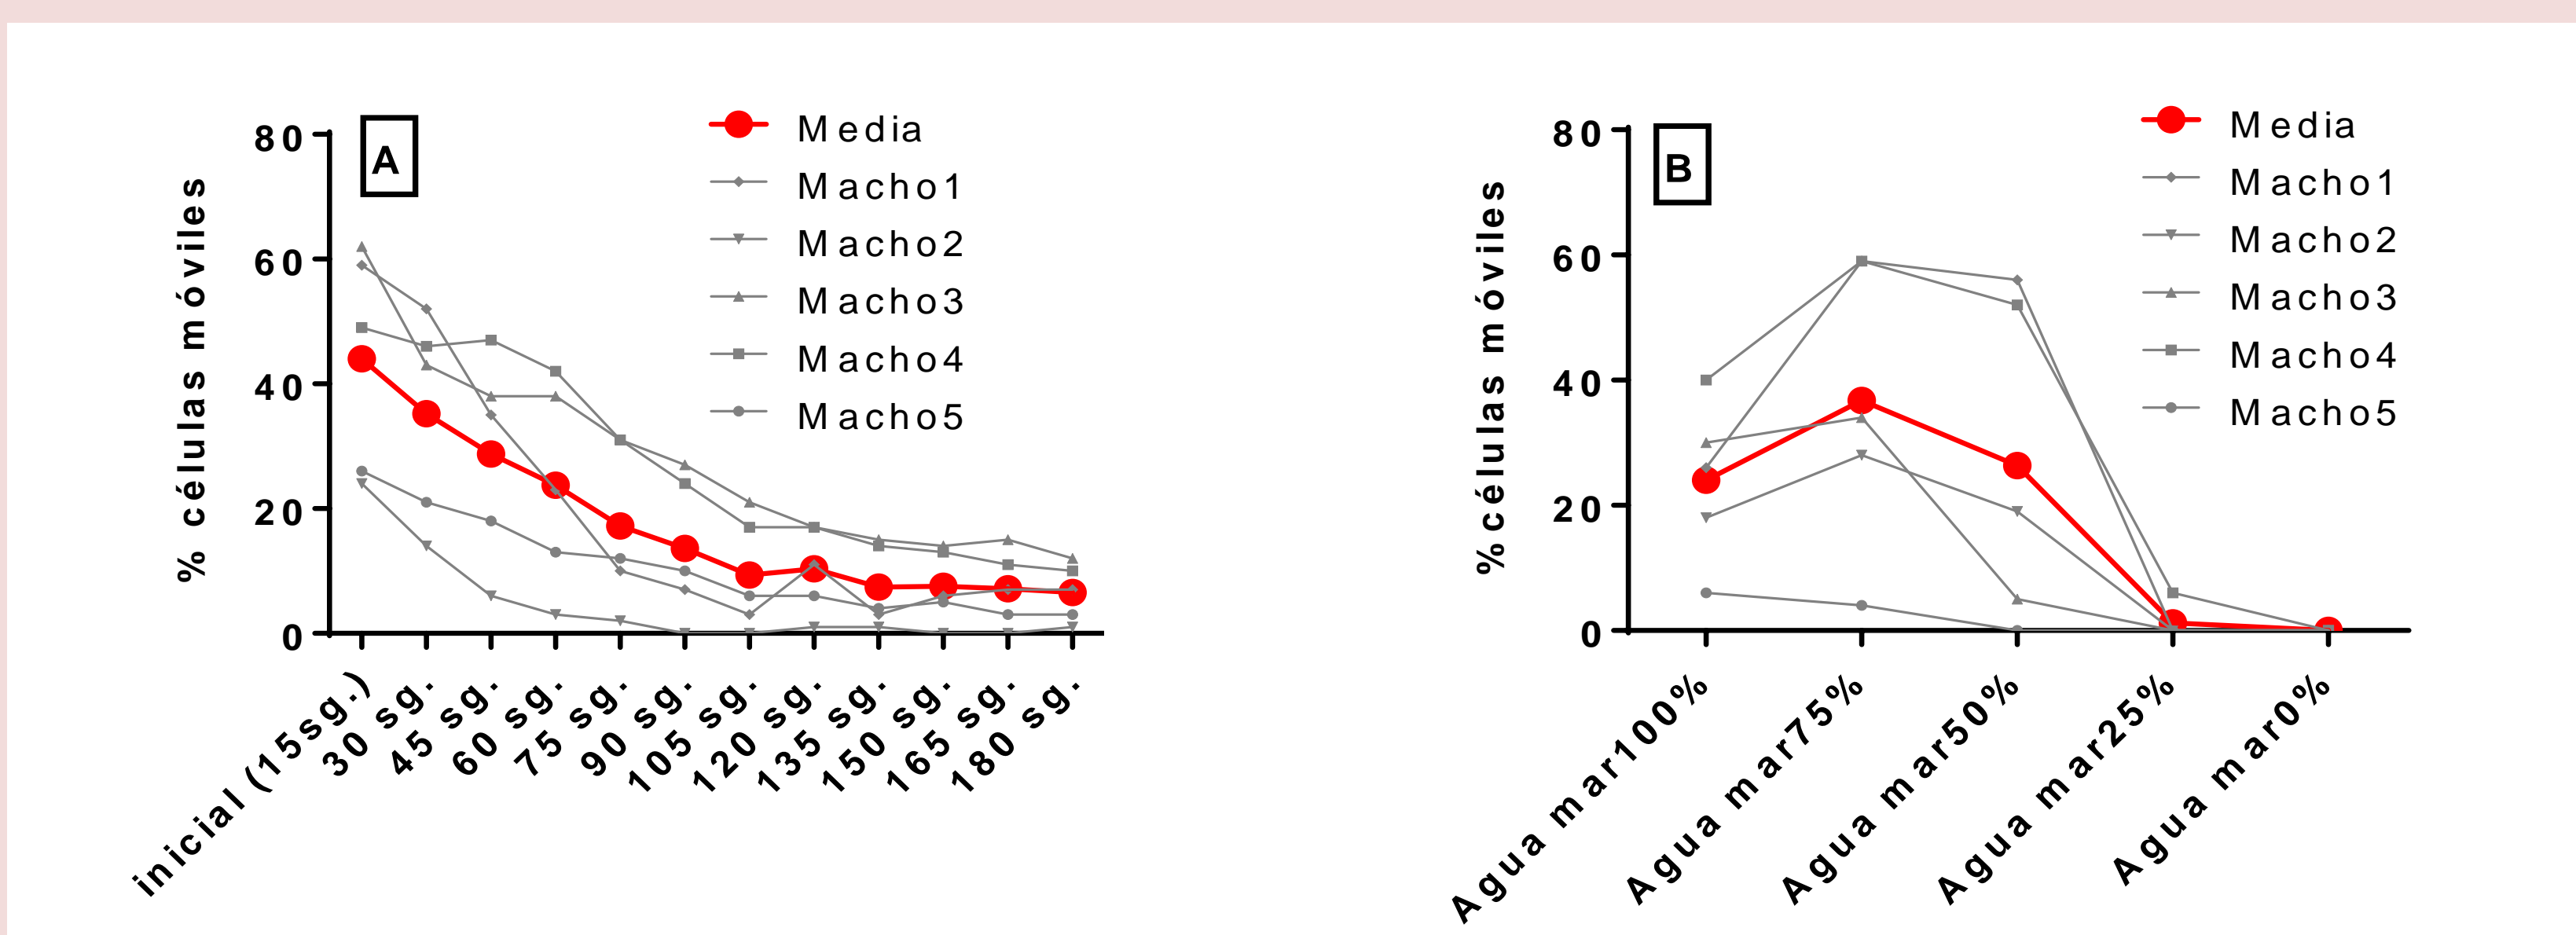 A
% células móviles
80
60
40
20
0
Media
Macho1
Macho2
Macho3
Macho4
Macho5
inicial (15sg.)
30 sg.
45 sg.
60 sg.
75 sg.
90 sg.
105 sg.
120 sg.
135 sg.
150 sg.
165 sg.
180 sg.
B
%células móviles
80
60
40
20
0
Media
Macho1
Macho2
Macho3
Macho4
Macho5
Agua mar100%
Agua mar75%
Agua mar50%
Agua mar25%
Agua mar0%